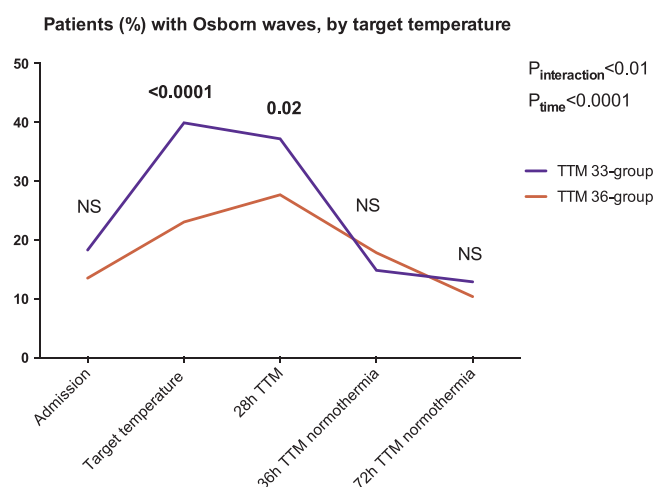 Patients (%) with Osborn waves, by target temperature
50
40
30
20
10
0
<0.0001
0.02
NS
NS
NS
Pinteraction<0.01
Ptime<0.0001
TTM 33-group
TTM 36-group
Admission
Target temperature
28h TTM
36h TTM normothermia
72h TTM normothermia